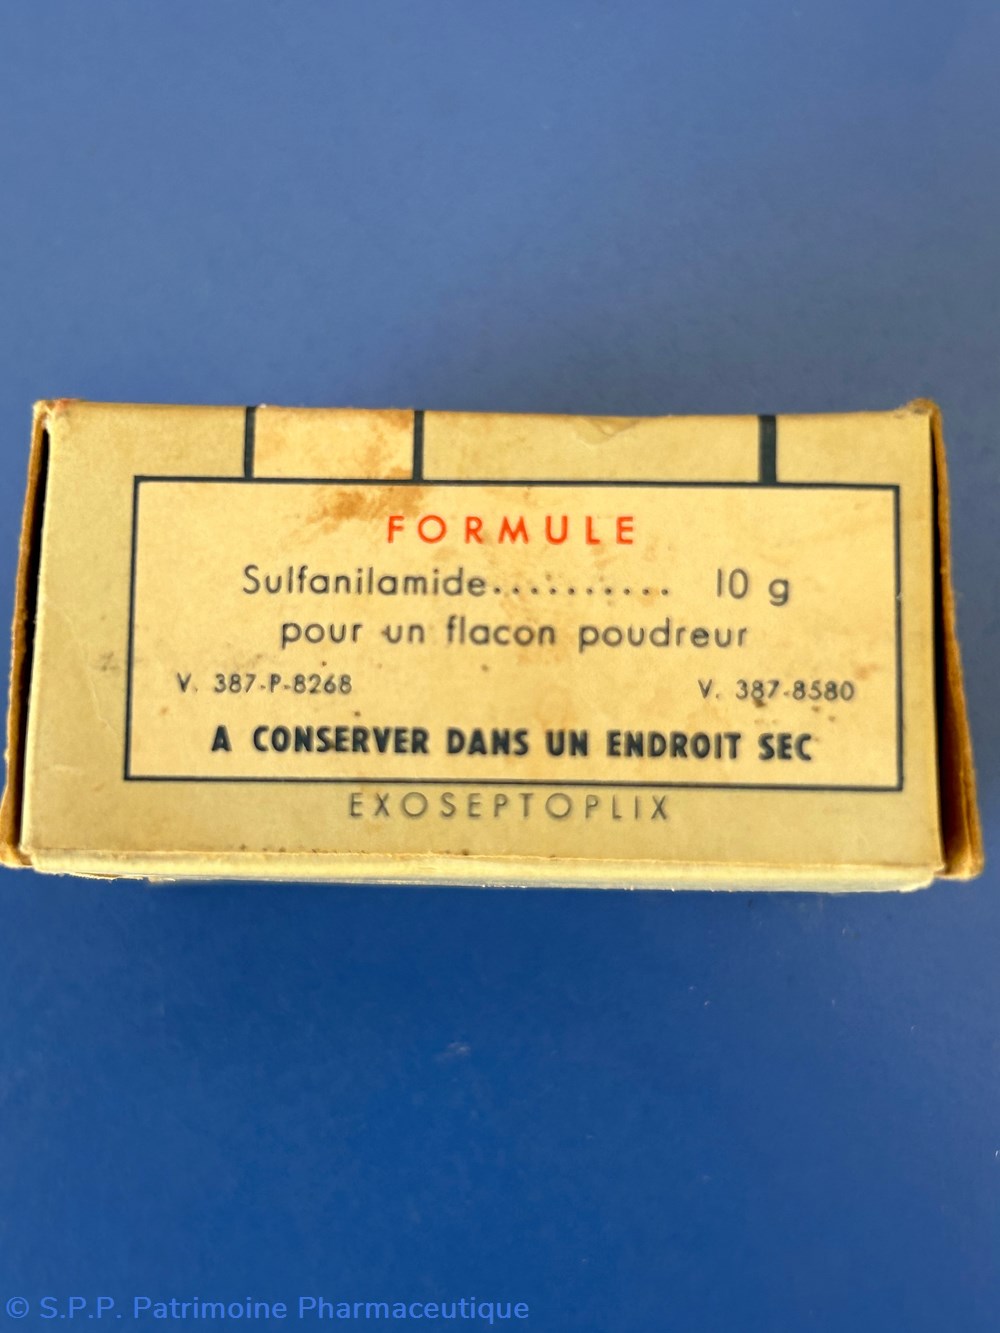 FORMULE
Sulfanilamide.......... 10 g
pour un flacon poudreur
V. 387-P-8268 V. 387-8580
A CONSERVER DANS UN ENDROIT SEC
EXOSEPTOPLIX
© S.P.P. Patrimoine Pharmaceutique